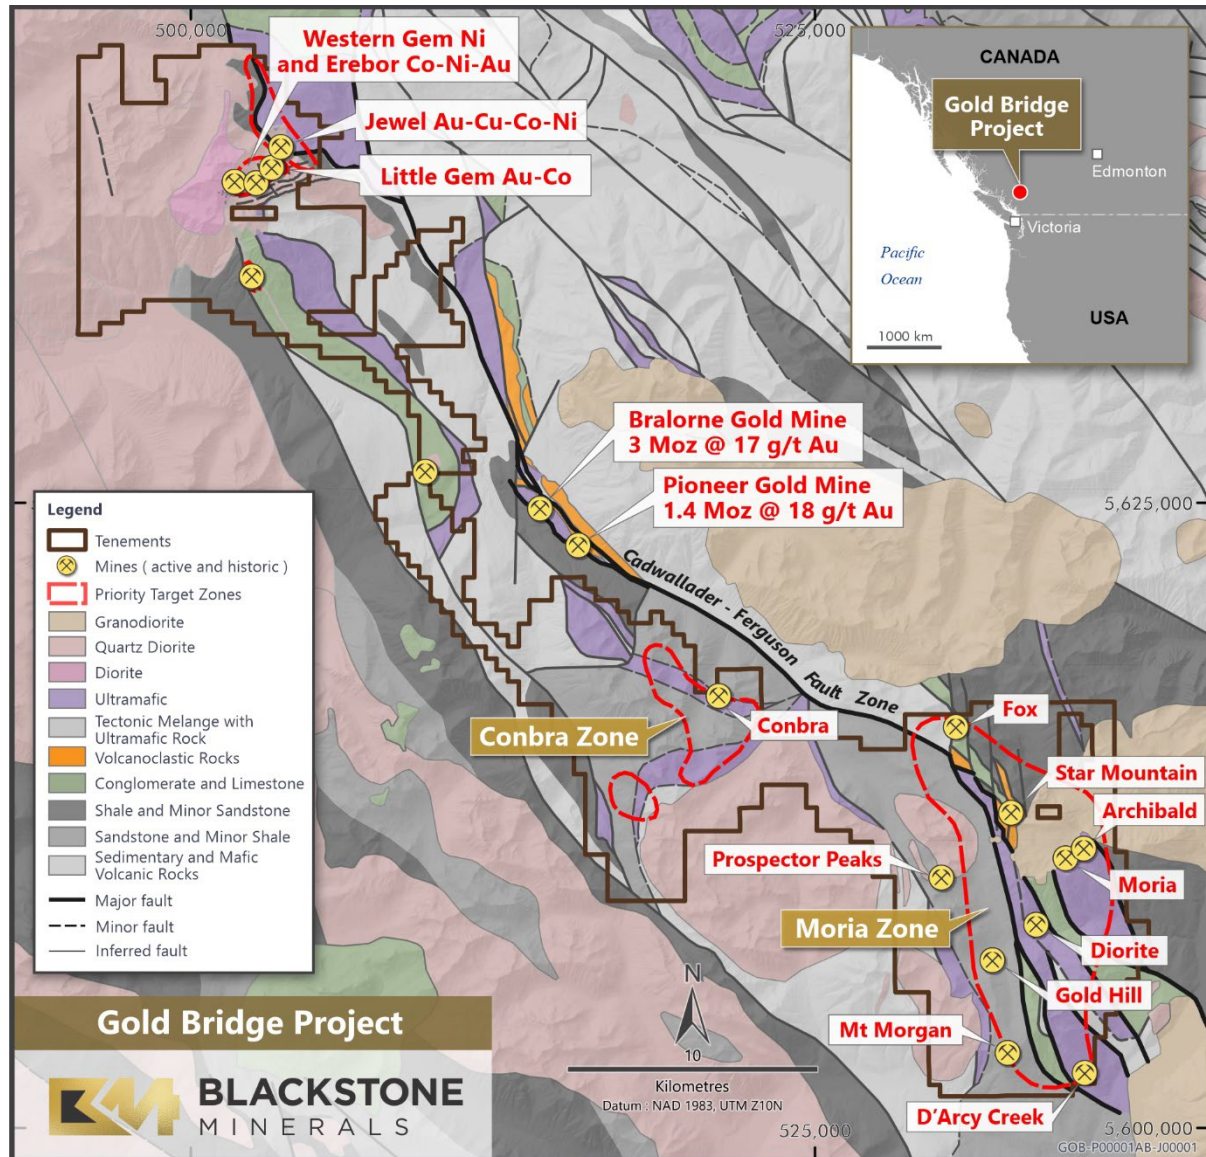 500,000
525,000
Western Gem Ni
and Erebor Co-Ni-Au
Jewel Au-Cu-Co-Ni
Little Gem Au-Co
CANADA
Gold Bridge
Project
Edmonton
Victoria
Pacific
Ocean
USA
1000 km
Bralorne Gold Mine
3 Moz @ 17 g/t Au
Pioneer Gold Mine
1.4 Moz @ 18 g/t Au
5,625,000
Legend
Tenements
Mines ( active and historic )
Priority Target Zones
Granodiorite
Quartz Diorite
Diorite
Ultramafic
Tectonic Melange with
Ultramafic Rock
Volcanoclastic Rocks
Conglomerate and Limestone
Shale and Minor Sandstone
Sandstone and Minor Shale
Sedimentary and Mafic
Volcanic Rocks
Major fault
Minor fault
Inferred fault
Cadwallader - Ferguson Fault Zone
Conbra Zone
Conbra
Fox
Star Mountain
Archibald
Prospector Peaks
Moria
Moria Zone
Diorite
Gold Hill
Mt Morgan
D'Arcy Creek
N
10
Kilometres
Datum : NAD 1983, UTM Z10N
Gold Bridge Project
BM BLACKSTONE
MINERALS
525,000
5,600,000
GOB-P00001AB-J00001